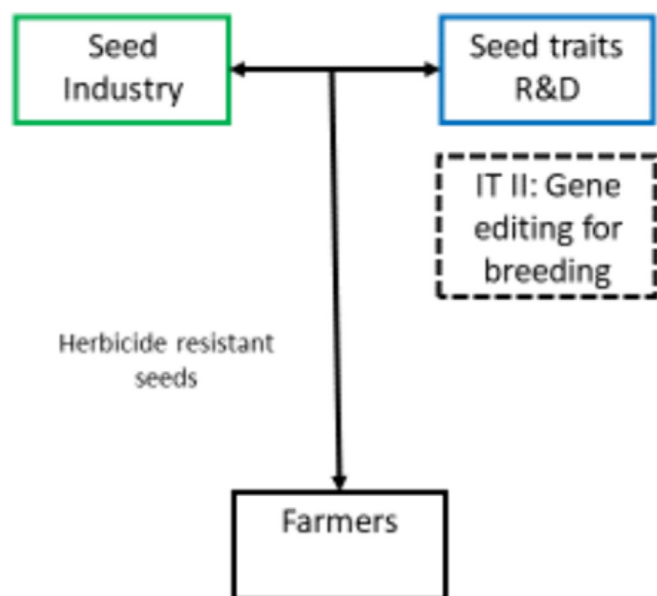 Seed
Industry
Seed traits
R&D
IT II: Gene
editing for
breeding
Herbicide resistant
seeds
Farmers